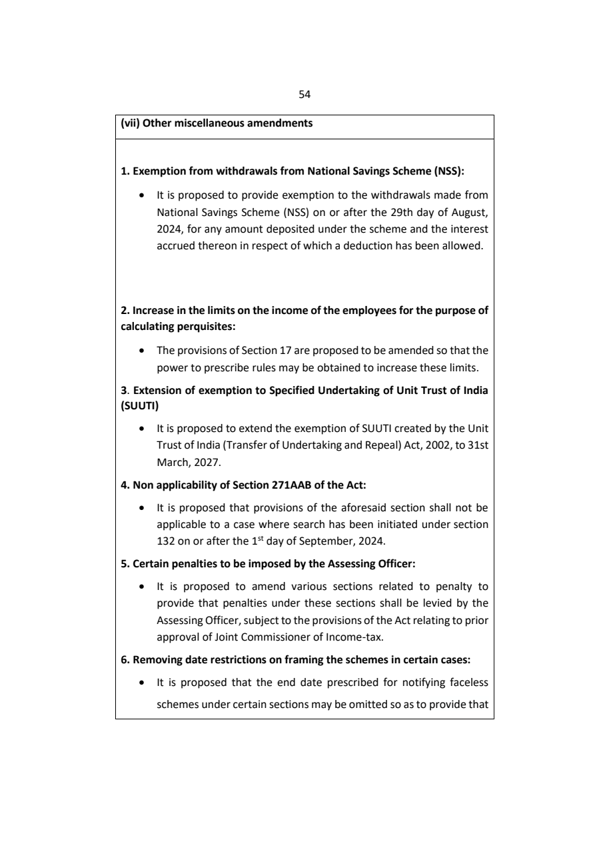 54
(vii) Other miscellaneous amendments
1. Exemption from withdrawals from National Savings Scheme (NSS):
• It is proposed to provide exemption to the withdrawals made from
National Savings Scheme (NSS) on or after the 29th day of August,
2024, for any amount deposited under the scheme and the interest
accrued thereon in respect of which a deduction has been allowed.
2. Increase in the limits on the income of the employees for the purpose of
calculating perquisites:
• The provisions of Section 17 are proposed to be amended so that the
power to prescribe rules may be obtained to increase these limits.
3. Extension of exemption to Specified Undertaking of Unit Trust of India
(SUUTI)
• It is proposed to extend the exemption of SUUTI created by the Unit
Trust of India (Transfer of Undertaking and Repeal) Act, 2002, to 31st
March, 2027.
4. Non applicability of Section 271AAB of the Act:
• It is proposed that provisions of the aforesaid section shall not be
applicable to a case where search has been initiated under section
132 on or after the 1st day of September, 2024.
5. Certain penalties to be imposed by the Assessing Officer:
• It is proposed to amend various sections related to penalty to
provide that penalties under these sections shall be levied by the
Assessing Officer, subject to the provisions of the Act relating to prior
approval of Joint Commissioner of Income-tax.
6. Removing date restrictions on framing the schemes in certain cases:
• It is proposed that the end date prescribed for notifying faceless
schemes under certain sections may be omitted so as to provide that